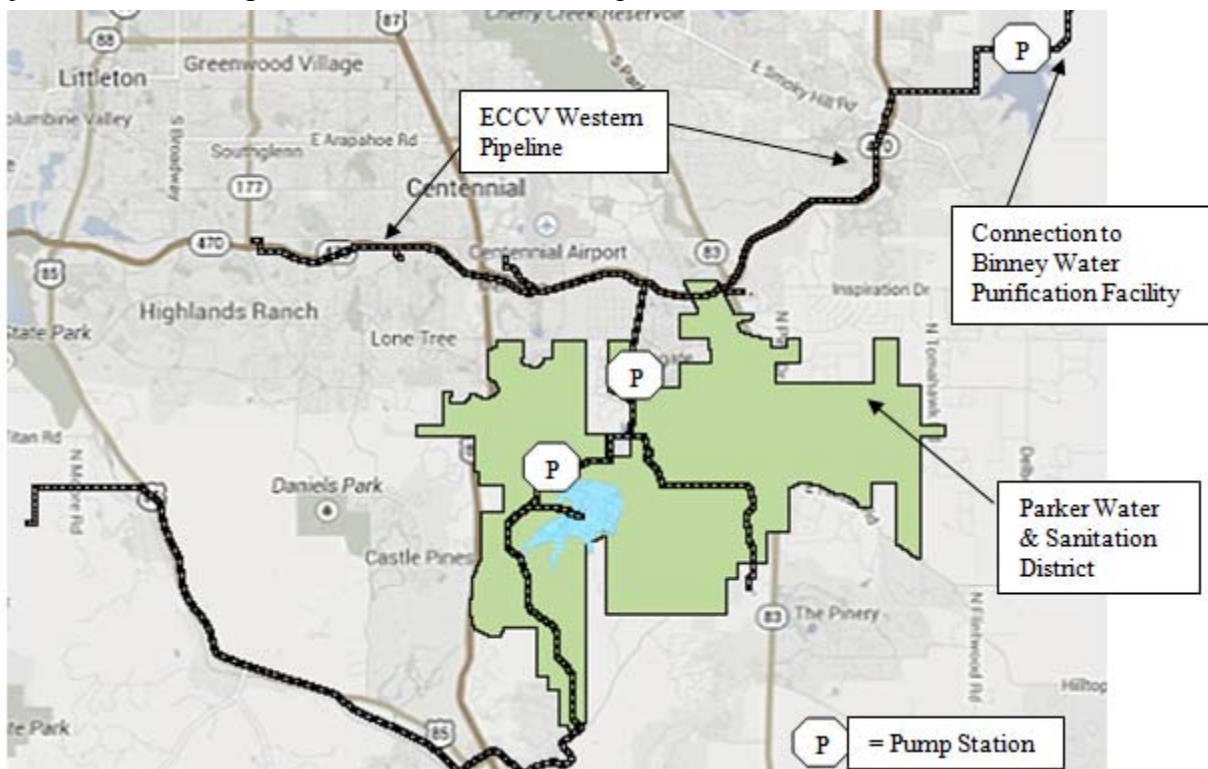 Cherry Creek Reservoir
87
88
Greenwood Village
Littleton
P
E Smoky Hill Rd
Columbine Valley
S Broadway
ECCV Western
Pipeline
E Arapahoe Rd
Southglenn
470
177
Centennial
470
Centennial Airport
83
85
Connection to
Binney Water
Purification Facility
Inspiration Dr
Highlands Ranch
State Park
Lone Tree
P
N Tomahawk
Titan Rd
N Moore Rd
P
Daniels Park
Parker Water
& Sanitation
District
Castle Pines
83
The Pinery
N Flintwood Rd
Hilltop
85
P
= Pump Station